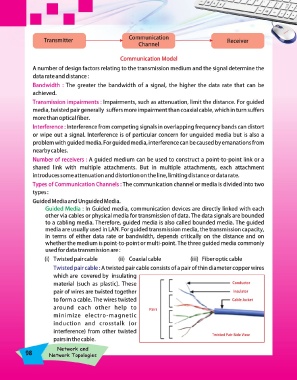 Transmitter
Communication
Channel
Receiver
Communication Model
A number of design factors relating to the transmission medium and the signal determine the
data rate and distance :
Bandwidth : The greater the bandwidth of a signal, the higher the data rate that can be
achieved.
Transmission impairments : Impairments, such as attenuation, limit the distance. For guided
media, twisted pair generally suffers more impairment than coaxial cable, which in turn suffers
more than optical fiber.
Interference : Interference from competing signals in overlapping frequency bands can distort
or wipe out a signal. Interference is of particular concern for unguided media but is also a
problem with guided media. For guided media, interference can be caused by emanations from
nearby cables.
Number of receivers : A guided medium can be used to construct a point-to-point link or a
shared link with multiple attachments. But in multiple attachments, each attachment
introduces some attenuation and distortion on the line, limiting distance or data rate.
Types of Communication Channels : The communication channel or media is divided into two
types :
Guided Media and Unguided Media.
Guided Media : In Guided media, communication devices are directly linked with each
other via cables or physical media for transmission of data. The data signals are bounded
to a cabling media. Therefore, guided media is also called bounded media. The guided
media are usually used in LAN. For guided transmission media, the transmission capacity,
in terms of either data rate or bandwidth, depends critically on the distance and on
whether the medium is point-to-point or multi-point. The three guided media commonly
used for data transmission are :
(i) Twisted pair cable (ii) Coaxial cable (iii) Fiber optic cable
Twisted pair cable : A twisted pair cable consists of a pair of thin diameter copper wires
which are covered by insulating
material (such as plastic). These
pair of wires are twisted together
to form a cable. The wires twisted
around each other help to
minimize electro-magnetic
induction and crosstalk (or
interference) from other twisted
pairs in the cable.
Conductor
Insulator
Cable Jacket
Pairs
Twisted Pair Side View
98
Network and
Network Topologies